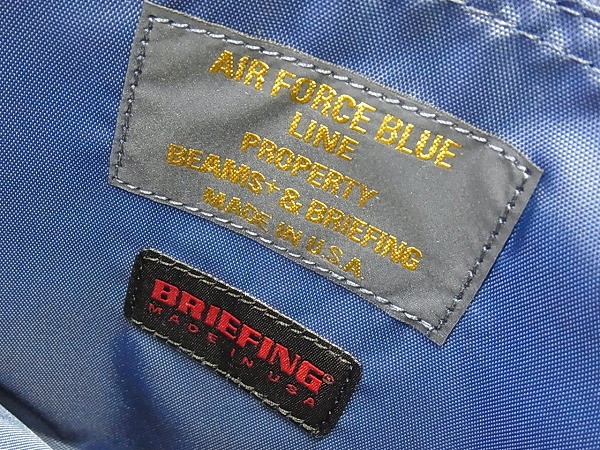 AIR FORCE BLUE
LINE
PROPERTY
BEAMS+ & BRIEFING
MADE IN U.S.A
BRIEFING®
MADE IN USA